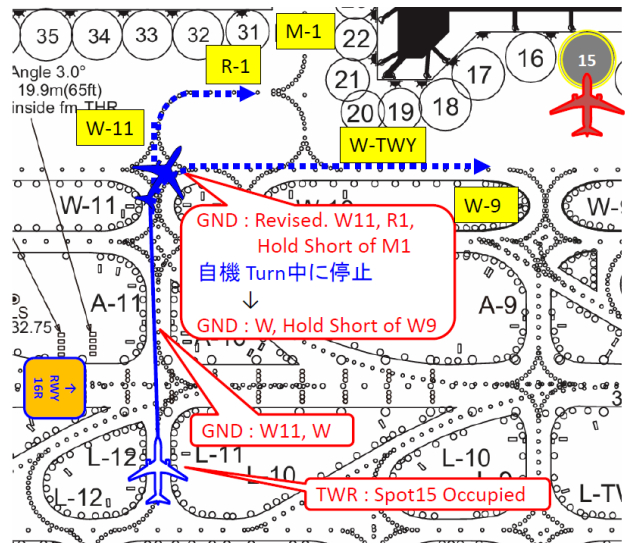 35
34
33
32
31
M-1
22
R-1
21
20
19
18
17
16
15
Angle 3.0°
19.9m(65ft)
inside fm THR
W-11
W-TWY
W-11
W-9
GND : Revised. W11, R1,
Hold Short of M1
自機 Turn中に停止
↓
GND : W, Hold Short of W9
A-11
A-9
32.75
↑
RWY
16R
GND : W11, W
L-12
L-11
L-10
L-10
L-12
TWR : Spot15 Occupied
L-TW